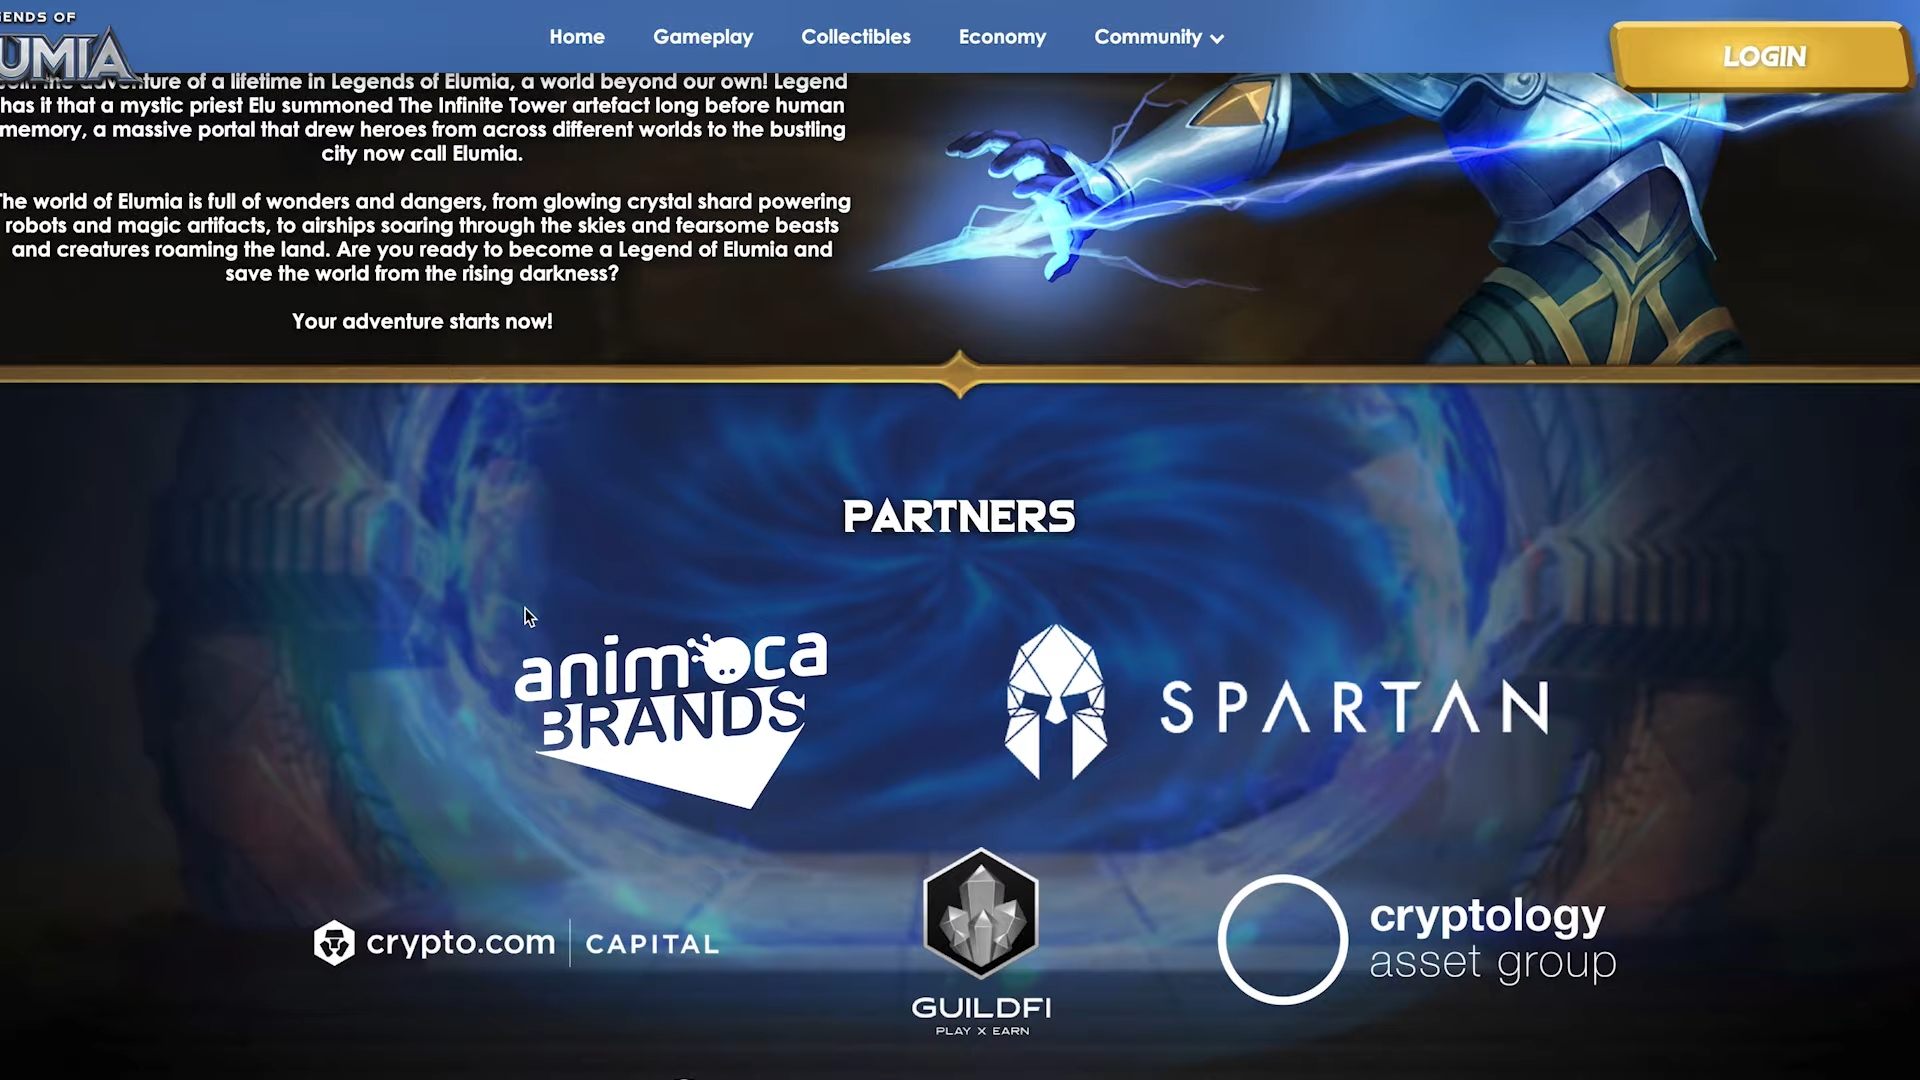 GENDS OF
UMIA
Home Gameplay Collectibles Economy Community
LOGIN
ture of a lifetime in Legends of Elumia, a world beyond our own! Legend
has it that a mystic priest Elu summoned The Infinite Tower artefact long before human
memory, a massive portal that drew heroes from across different worlds to the bustling
city now call Elumia.
The world of Elumia is full of wonders and dangers, from glowing crystal shard powering
robots and magic artifacts, to airships soaring through the skies and fearsome beasts
and creatures roaming the land. Are you ready to become a Legend of Elumia and
save the world from the rising darkness?
Your adventure starts now!
PARTNERS
animoca
BRANDS
SPARTAN
crypto.com | CAPITAL
GUILDFI
PLAY X EARN
cryptology
asset group